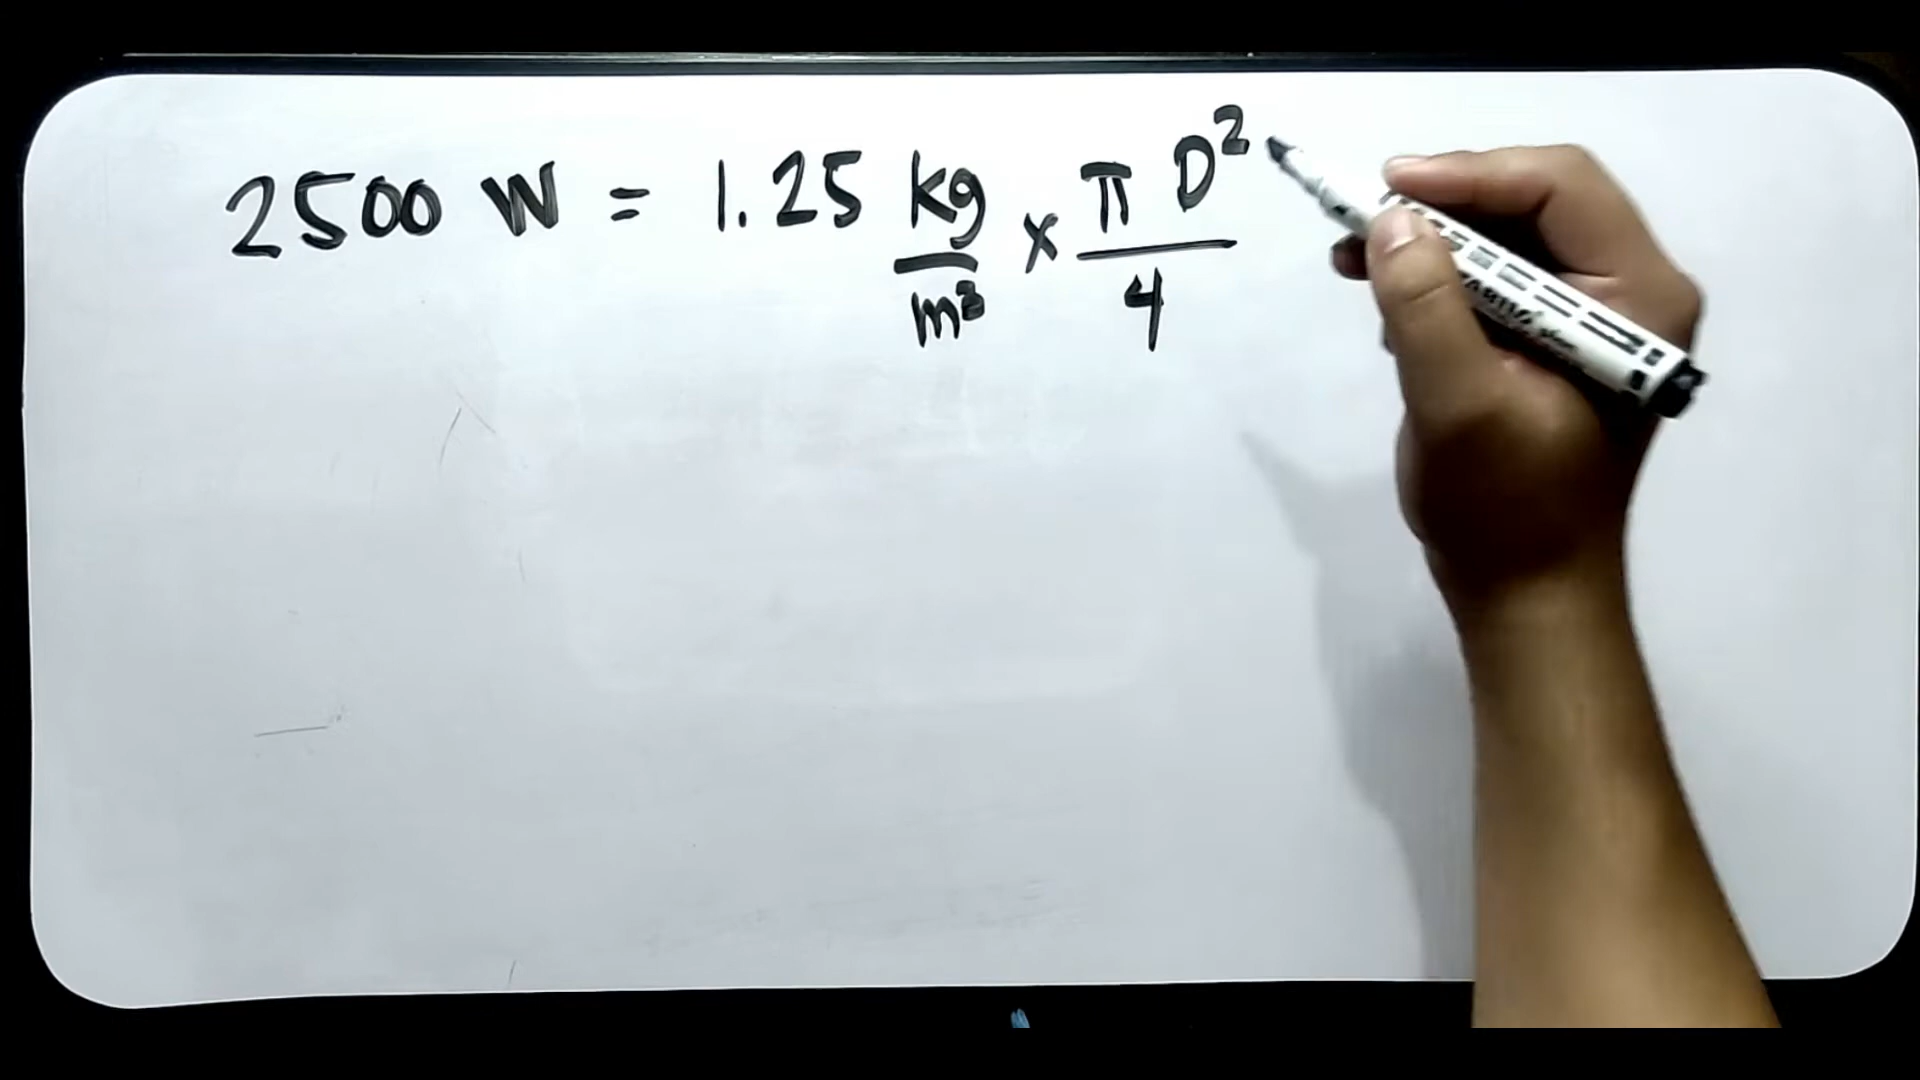 2500 W = 1.25 kg/m³ x π D²/4